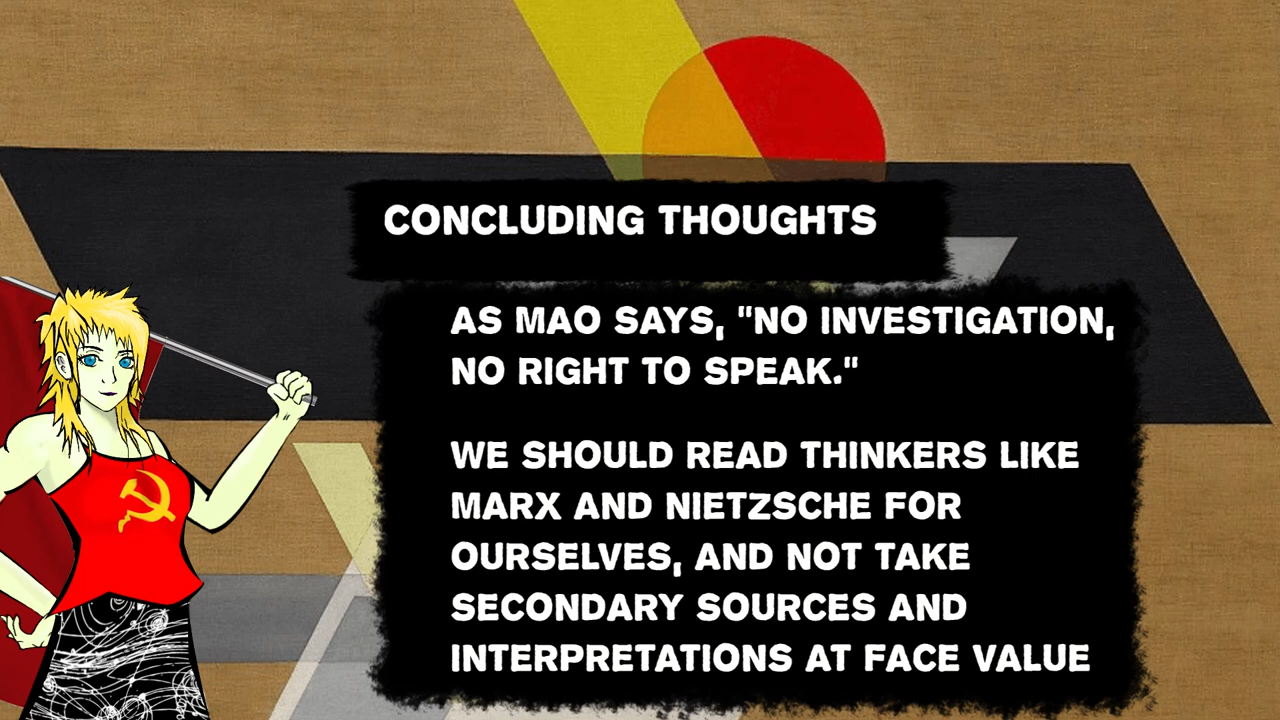 CONCLUDING THOUGHTS
AS MAO SAYS, "NO INVESTIGATION,
NO RIGHT TO SPEAK."
WE SHOULD READ THINKERS LIKE
MARX AND NIETZSCHE FOR
OURSELVES, AND NOT TAKE
SECONDARY SOURCES AND
INTERPRETATIONS AT FACE VALUE